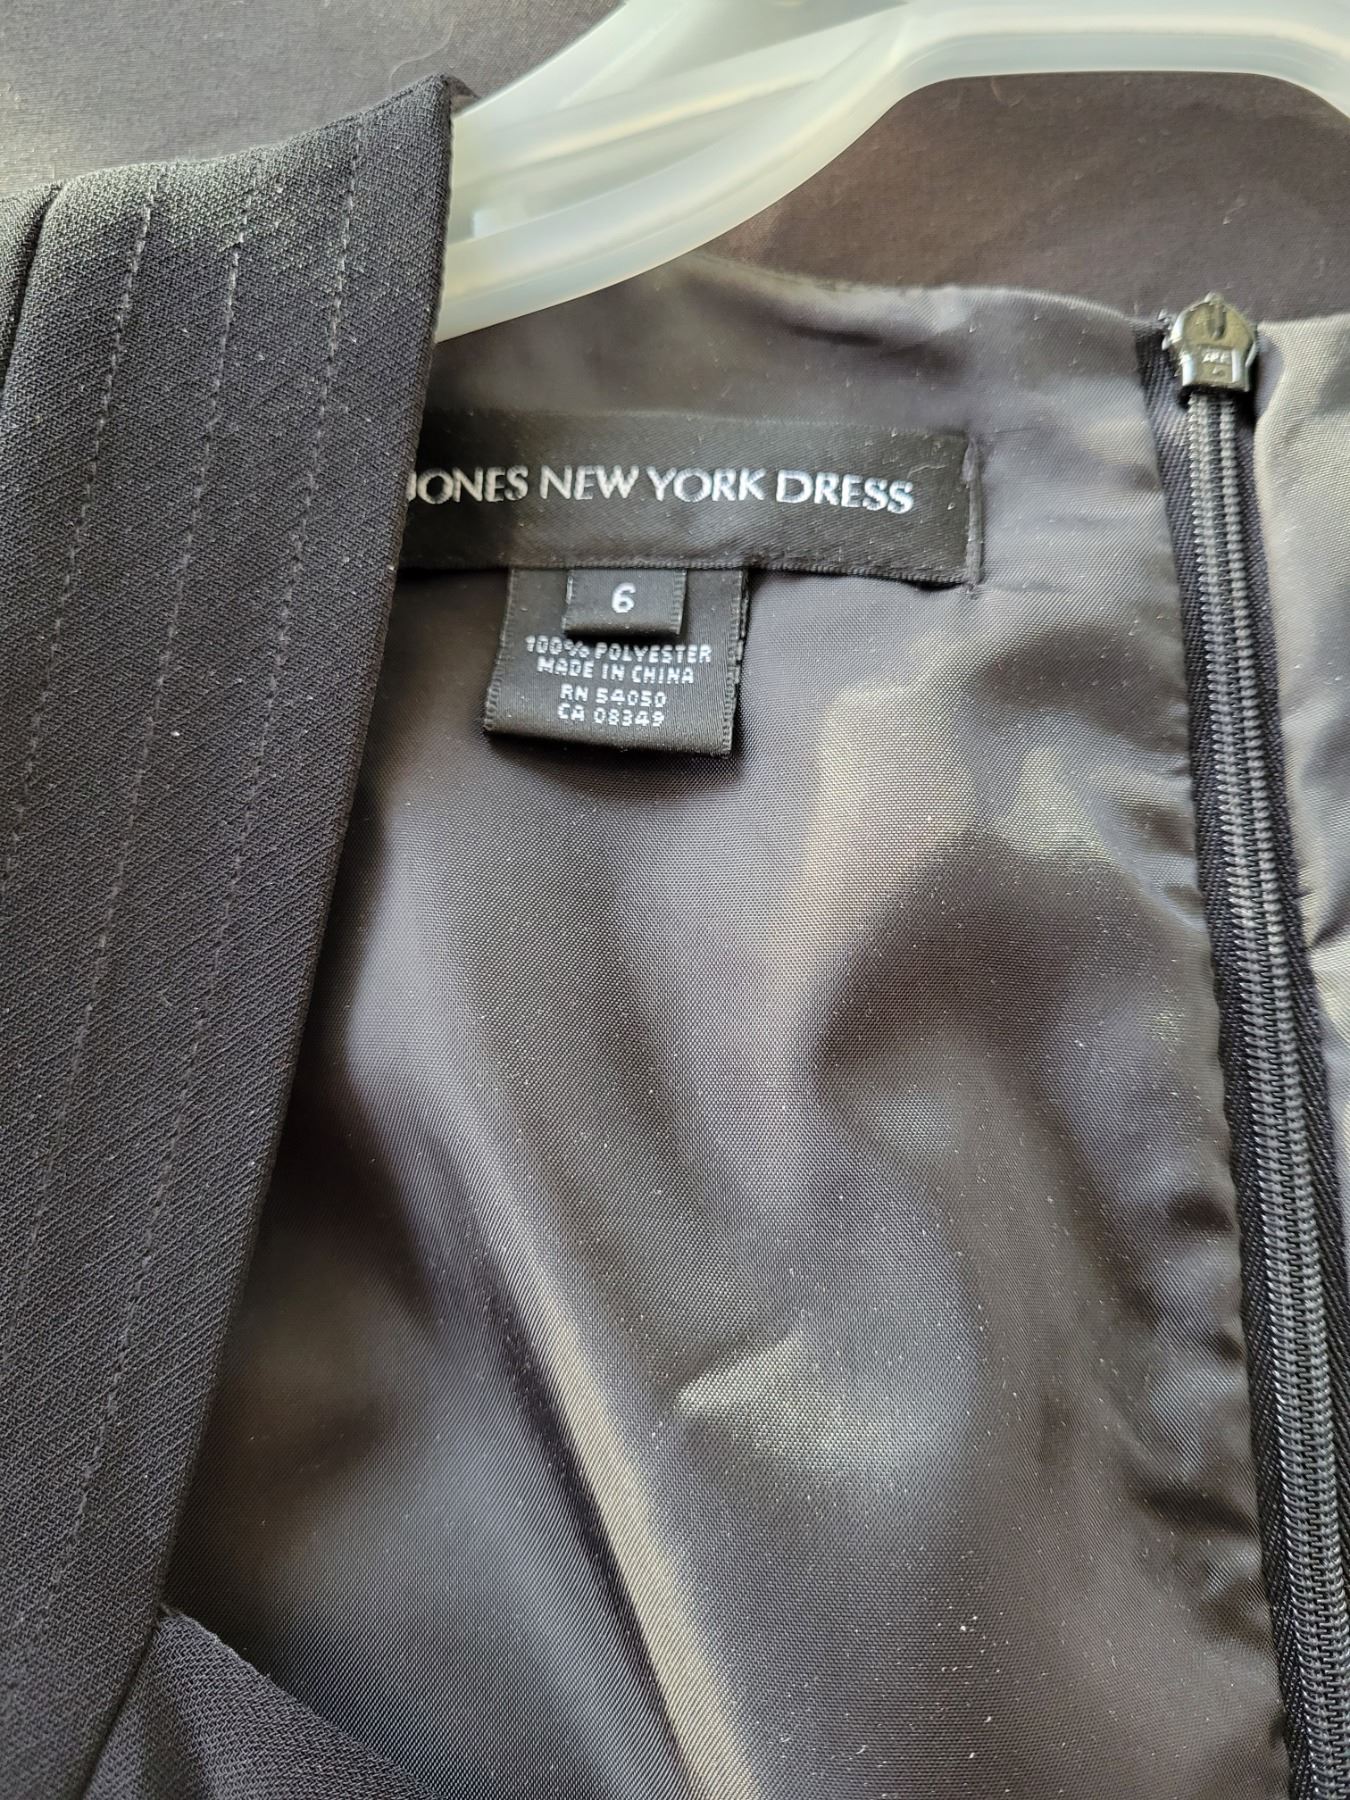 JONES NEW YORK DRESS
6
100% POLYESTER
MADE IN CHINA
RN 54050
CA 08349